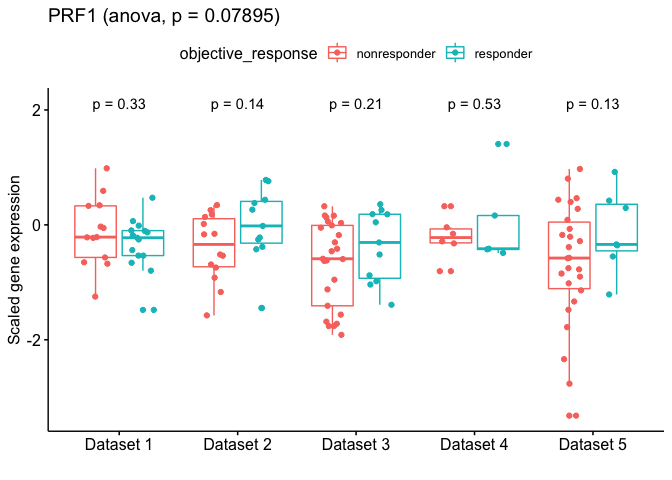 PRF1 (anova, p = 0.07895)
objective_response nonresponder responder
p = 0.33 p = 0.14 p = 0.21 p = 0.53 p = 0.13
2
0
-2
Scaled gene expression
Dataset 1 Dataset 2 Dataset 3 Dataset 4 Dataset 5